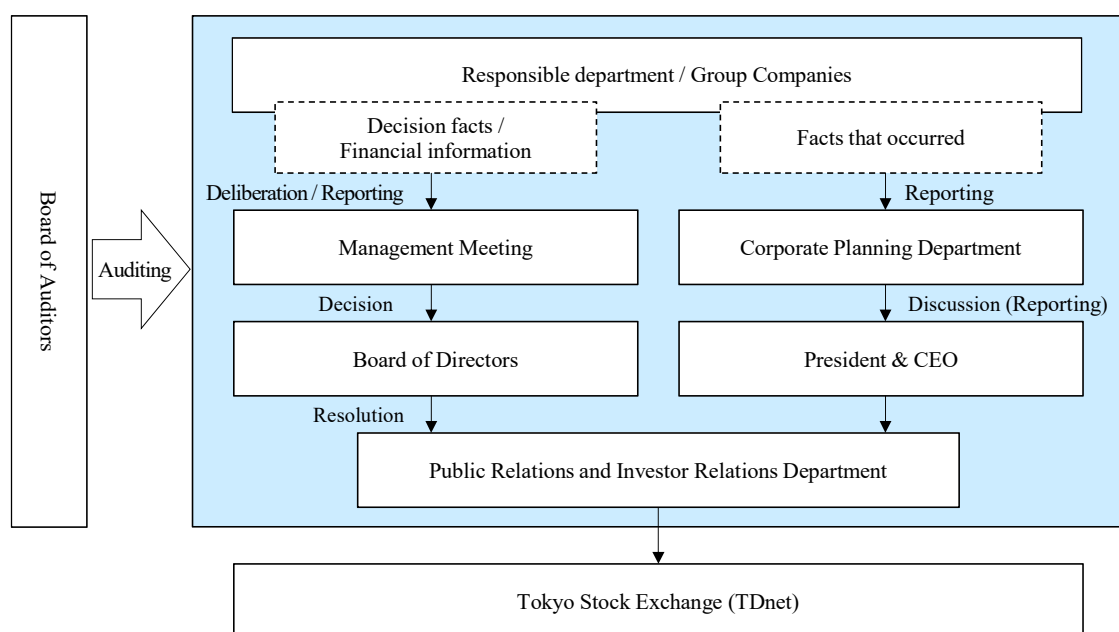 Board of Auditors
Auditing
Responsible department / Group Companies
Decision facts /
Financial information
Facts that occurred
Deliberation / Reporting
Reporting
Management Meeting
Corporate Planning Department
Decision
Discussion (Reporting)
Board of Directors
President & CEO
Resolution
Public Relations and Investor Relations Department
Tokyo Stock Exchange (TDnet)